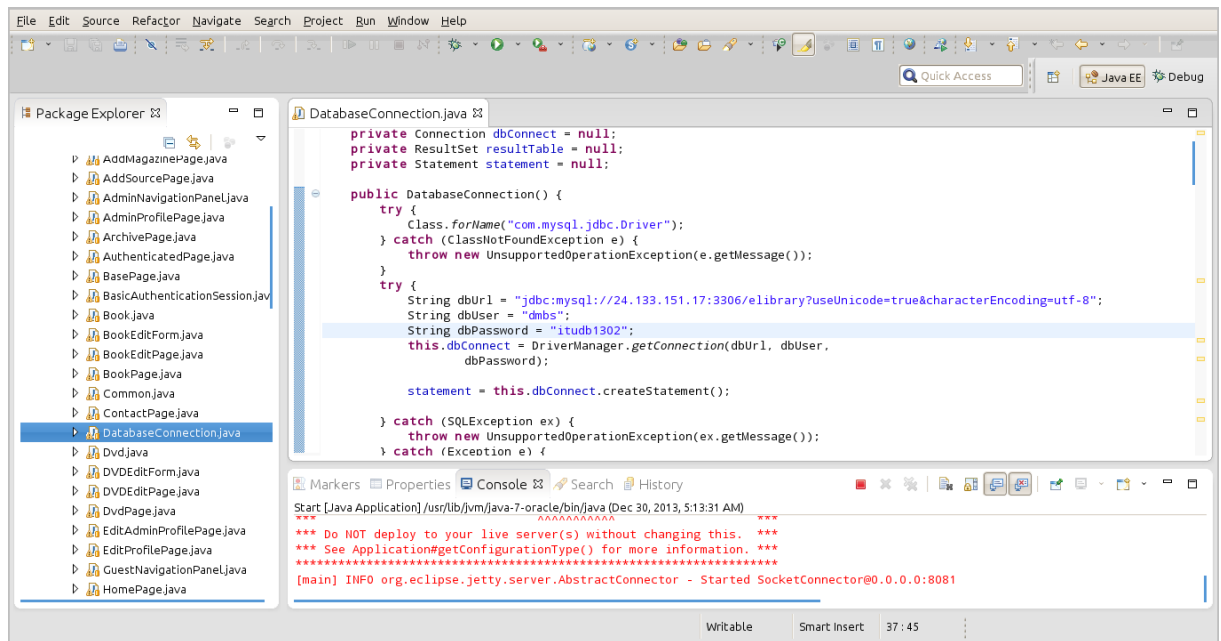 File Edit Source Refactor Navigate Search Project Run Window Help
Quick Access
Java EE
Debug
Package Explorer
AddMagazinePage.java
AddSourcePage.java
AdminNavigationPanel.java
AdminProfilePage.java
ArchivePage.java
AuthenticatedPage.java
BasePage.java
BasicAuthenticationSession.jav
Book.java
BookEditForm.java
BookEditPage.java
BookPage.java
Common.java
ContactPage.java
DatabaseConnection.java
Dvd.java
DVDEditForm.java
DVDEditPage.java
DvdPage.java
EditAdminProfilePage.java
EditProfilePage.java
GuestNavigationPanel.java
HomePage.java
DatabaseConnection.java
private Connection dbConnect = null;
private ResultSet resultTable = null;
private Statement statement = null;
public DatabaseConnection() {
try {
Class.forName("com.mysql.jdbc.Driver");
} catch (ClassNotFoundException e) {
throw new UnsupportedOperationException(e.getMessage());
}
try {
String dbUrl = "jdbc:mysql://24.133.151.17:3306/elibrary?useUnicode=true&characterEncoding=utf-8";
String dbUser = "dmbs";
String dbPassword = "itudb1302";
this.dbConnect = DriverManager.getConnection(dbUrl, dbUser,
dbPassword);
statement = this.dbConnect.createStatement();
} catch (SQLException ex) {
throw new UnsupportedOperationException(ex.getMessage());
} catch (Exception e) {
Markers Properties Console Search History
Start [Java Application] /usr/lib/jvm/java-7-oracle/bin/java (Dec 30, 2013, 5:13:31 AM)
*** ^^^^^^^^^^^ ***
*** Do NOT deploy to your live server(s) without changing this. ***
*** See Application#getConfigurationType() for more information. ***
********************************************************************
[main] INFO org.eclipse.jetty.server.AbstractConnector - Started SocketConnector@0.0.0.0:8081
Writable
Smart Insert
37 : 45